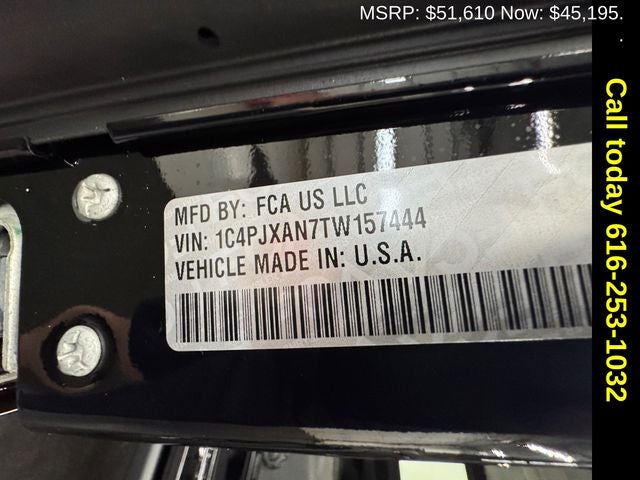 MSRP: $51,610 Now: $45,195.
MFD BY: FCA US LLC
VIN: 1C4PJXAN7TW157444
VEHICLE MADE IN: U.S.A.
Call today 616-253-1032